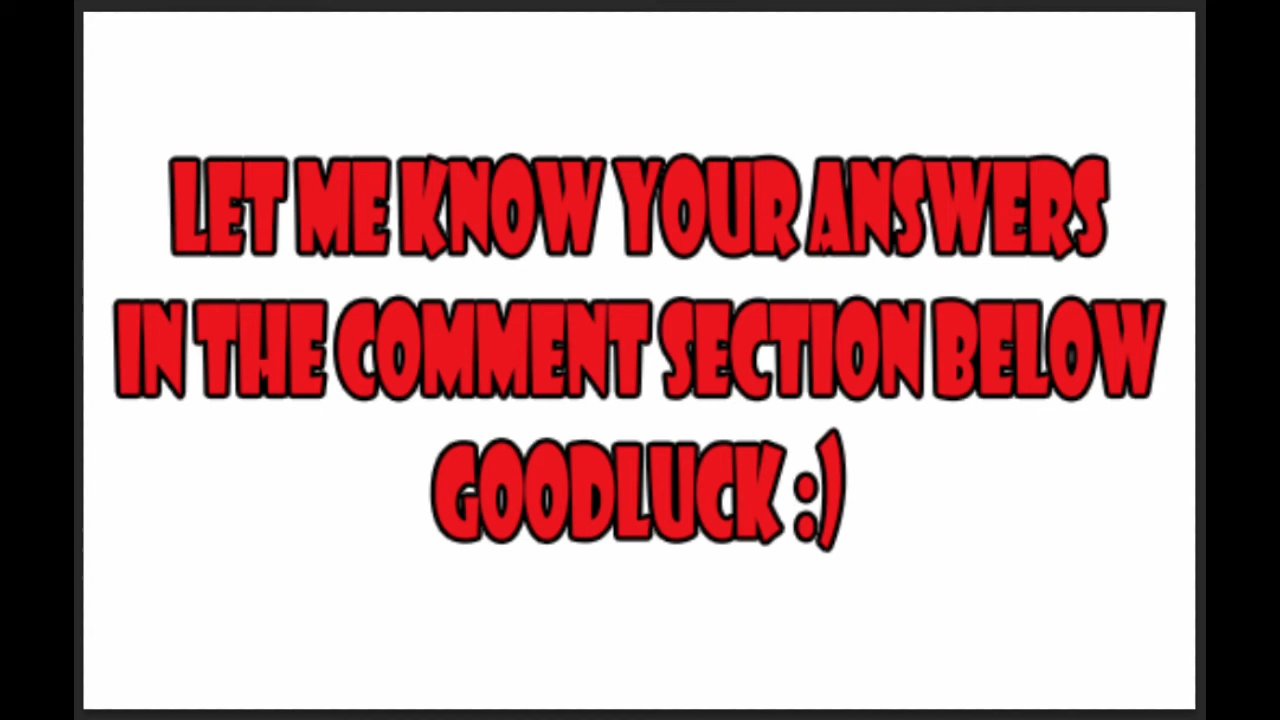 LET ME KNOW YOUR ANSWERS
IN THE COMMENT SECTION BELOW
GOODLUCK :)